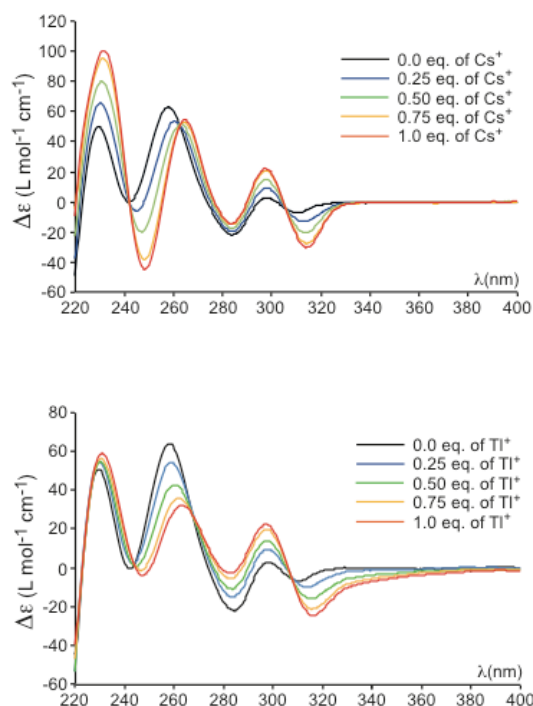 120
100
80
60
40
20
0
-20
-40
-60
Δε (L mol⁻¹ cm⁻¹)
0.0 eq. of Cs⁺
0.25 eq. of Cs⁺
0.50 eq. of Cs⁺
0.75 eq. of Cs⁺
1.0 eq. of Cs⁺
λ(nm)
220 240 260 280 300 320 340 360 380 400
80
60
40
20
0
-20
-40
-60
Δε (L mol⁻¹ cm⁻¹)
0.0 eq. of Tl⁺
0.25 eq. of Tl⁺
0.50 eq. of Tl⁺
0.75 eq. of Tl⁺
1.0 eq. of Tl⁺
λ(nm)
220 240 260 280 300 320 340 360 380 400